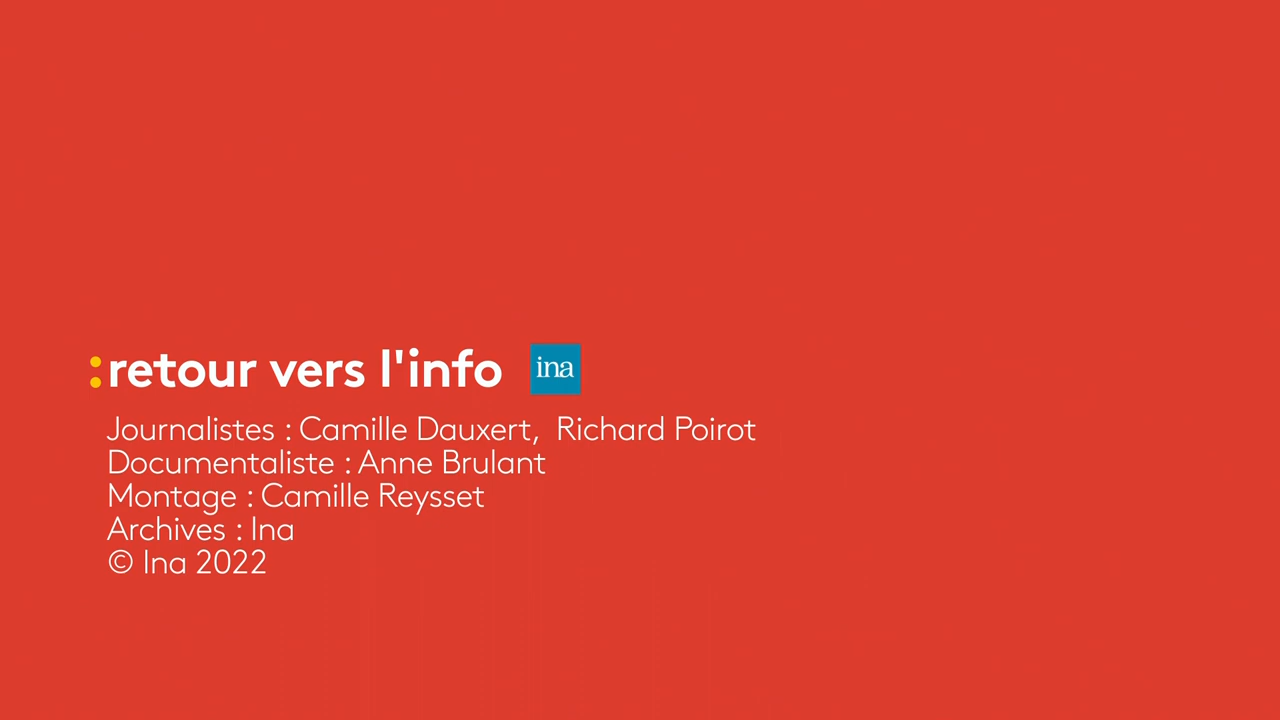 :retour vers l'info ina
Journalistes : Camille Dauxert, Richard Poirot
Documentaliste : Anne Brulant
Montage : Camille Reysset
Archives : Ina
© Ina 2022